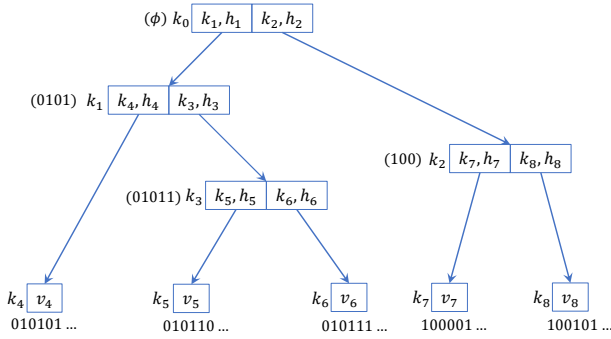 (ϕ) k₀ k₁, h₁ k₂, h₂
(0101) k₁ k₄, h₄ k₃, h₃
(100) k₂ k₇, h₇ k₈, h₈
(01011) k₃ k₅, h₅ k₆, h₆
k₄ v₄ k₅ v₅ k₆ v₆ k₇ v₇ k₈ v₈
010101 ... 010110 ... 010111 ... 100001 ... 100101 ...